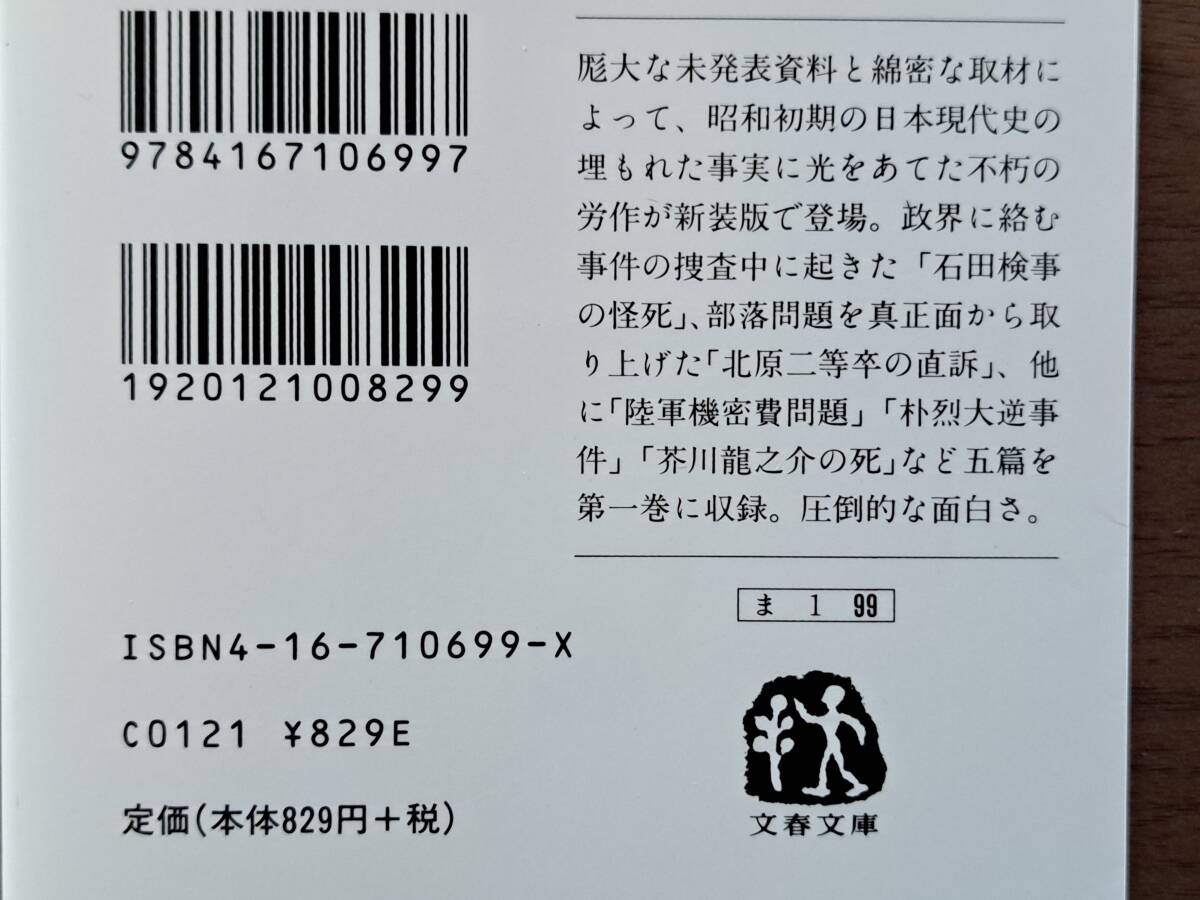 9784167106997
1920121008299
ISBN4-16-710699-X
C0121 ¥829E
定価(本体829円+税)
厖大な未発表資料と綿密な取材に
よって、昭和初期の日本現代史の
埋もれた事実に光をあてた不朽の
労作が新装版で登場。政界に絡む
事件の捜査中に起きた「石田検事
の怪死」、部落問題を真正面から取
り上げた「北原二等卒の直訴」、他
に「陸軍機密費問題」「朴烈大逆事
件」「芥川龍之介の死」など五篇を
第一巻に収録。圧倒的な面白さ。
ま 1 99
文春文庫